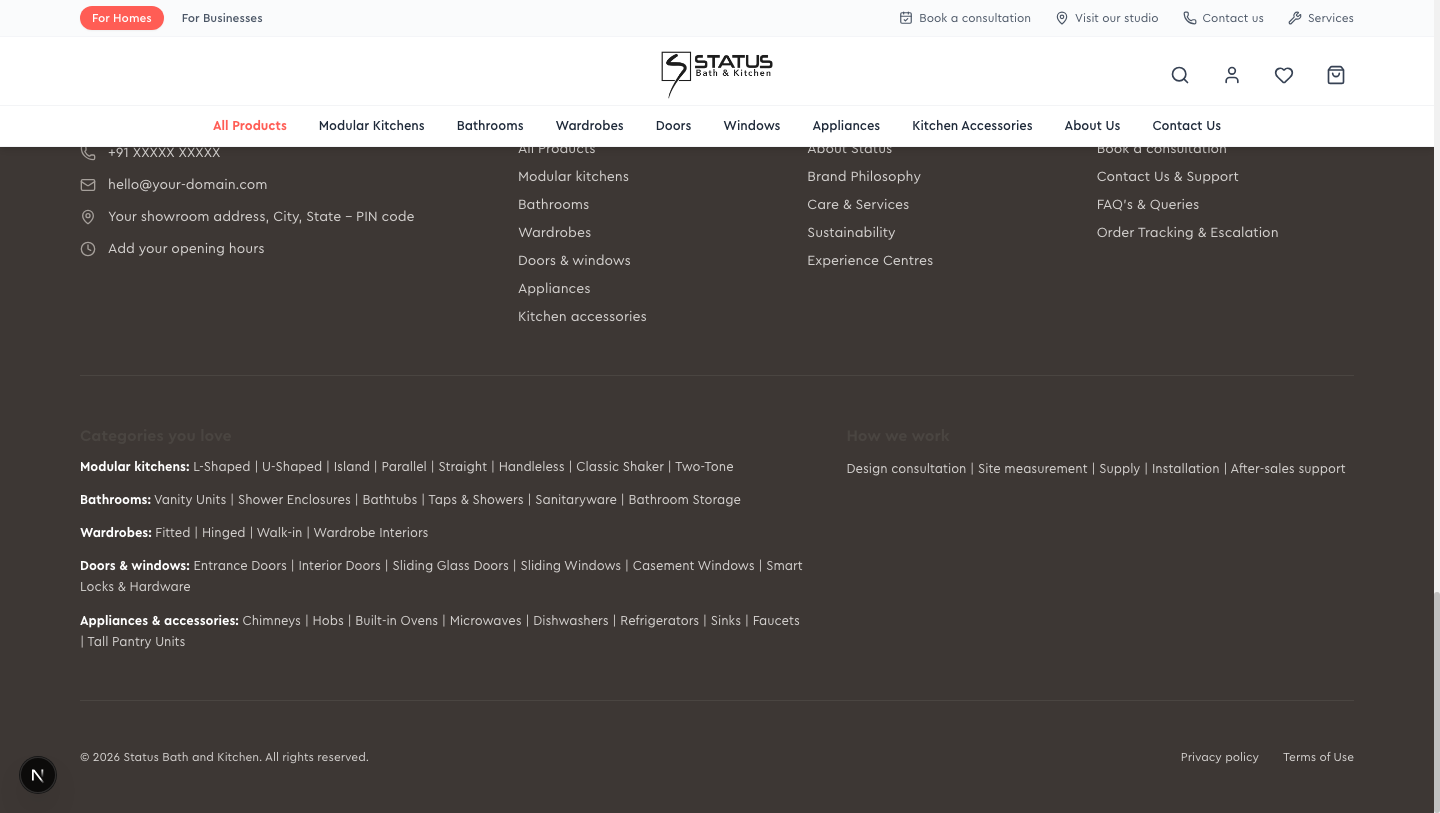 For Homes
For Businesses
Book a consultation
Visit our studio
Contact us
Services
STATUS
Bath & Kitchen
All Products
Modular Kitchens
Bathrooms
Wardrobes
Doors
Windows
Appliances
Kitchen Accessories
About Us
Contact Us
+91 XXXXX XXXXX
hello@your-domain.com
Your showroom address, City, State – PIN code
Add your opening hours
All Products
Modular kitchens
Bathrooms
Wardrobes
Doors & windows
Appliances
Kitchen accessories
About Status
Brand Philosophy
Care & Services
Sustainability
Experience Centres
Book a consultation
Contact Us & Support
FAQ's & Queries
Order Tracking & Escalation
Categories you love
Modular kitchens: L-Shaped | U-Shaped | Island | Parallel | Straight | Handleless | Classic Shaker | Two-Tone
Bathrooms: Vanity Units | Shower Enclosures | Bathtubs | Taps & Showers | Sanitaryware | Bathroom Storage
Wardrobes: Fitted | Hinged | Walk-in | Wardrobe Interiors
Doors & windows: Entrance Doors | Interior Doors | Sliding Glass Doors | Sliding Windows | Casement Windows | Smart
Locks & Hardware
Appliances & accessories: Chimneys | Hobs | Built-in Ovens | Microwaves | Dishwashers | Refrigerators | Sinks | Faucets
| Tall Pantry Units
How we work
Design consultation | Site measurement | Supply | Installation | After-sales support
© 2026 Status Bath and Kitchen. All rights reserved.
Privacy policy
Terms of Use
N